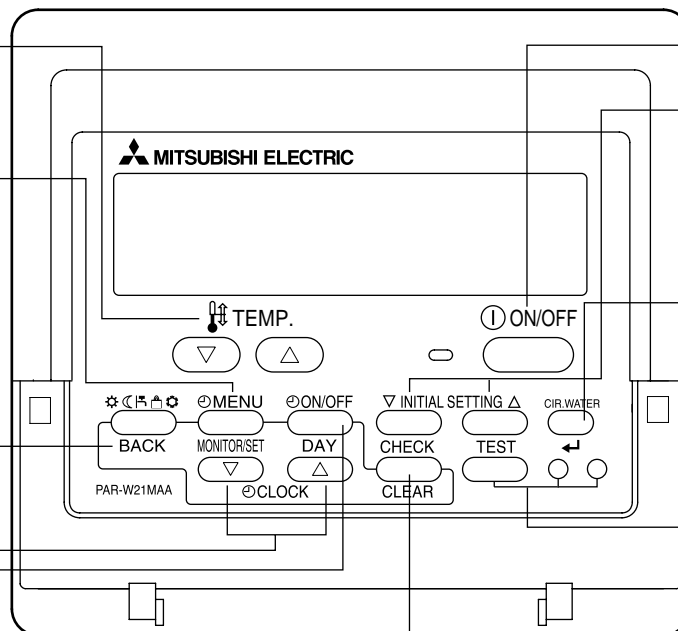 MITSUBISHI ELECTRIC
TEMP.
ON/OFF
MENU
ON/OFF
INITIAL SETTING
CIR.WATER
BACK
MONITOR/SET
DAY
CHECK
TEST
PAR-W21MAA
CLOCK
CLEAR